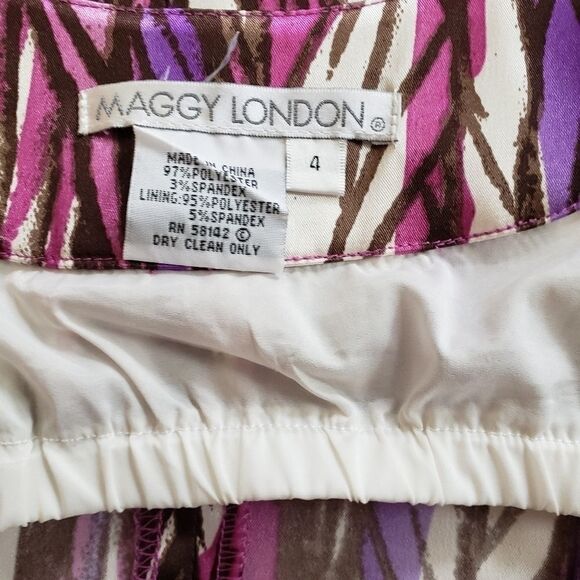 MAGGY LONDON®
4
MADE IN CHINA
97%POLYESTER
3%SPANDEX
LINING:95%POLYESTER
5%SPANDEX
RN 58142 ©
DRY CLEAN ONLY